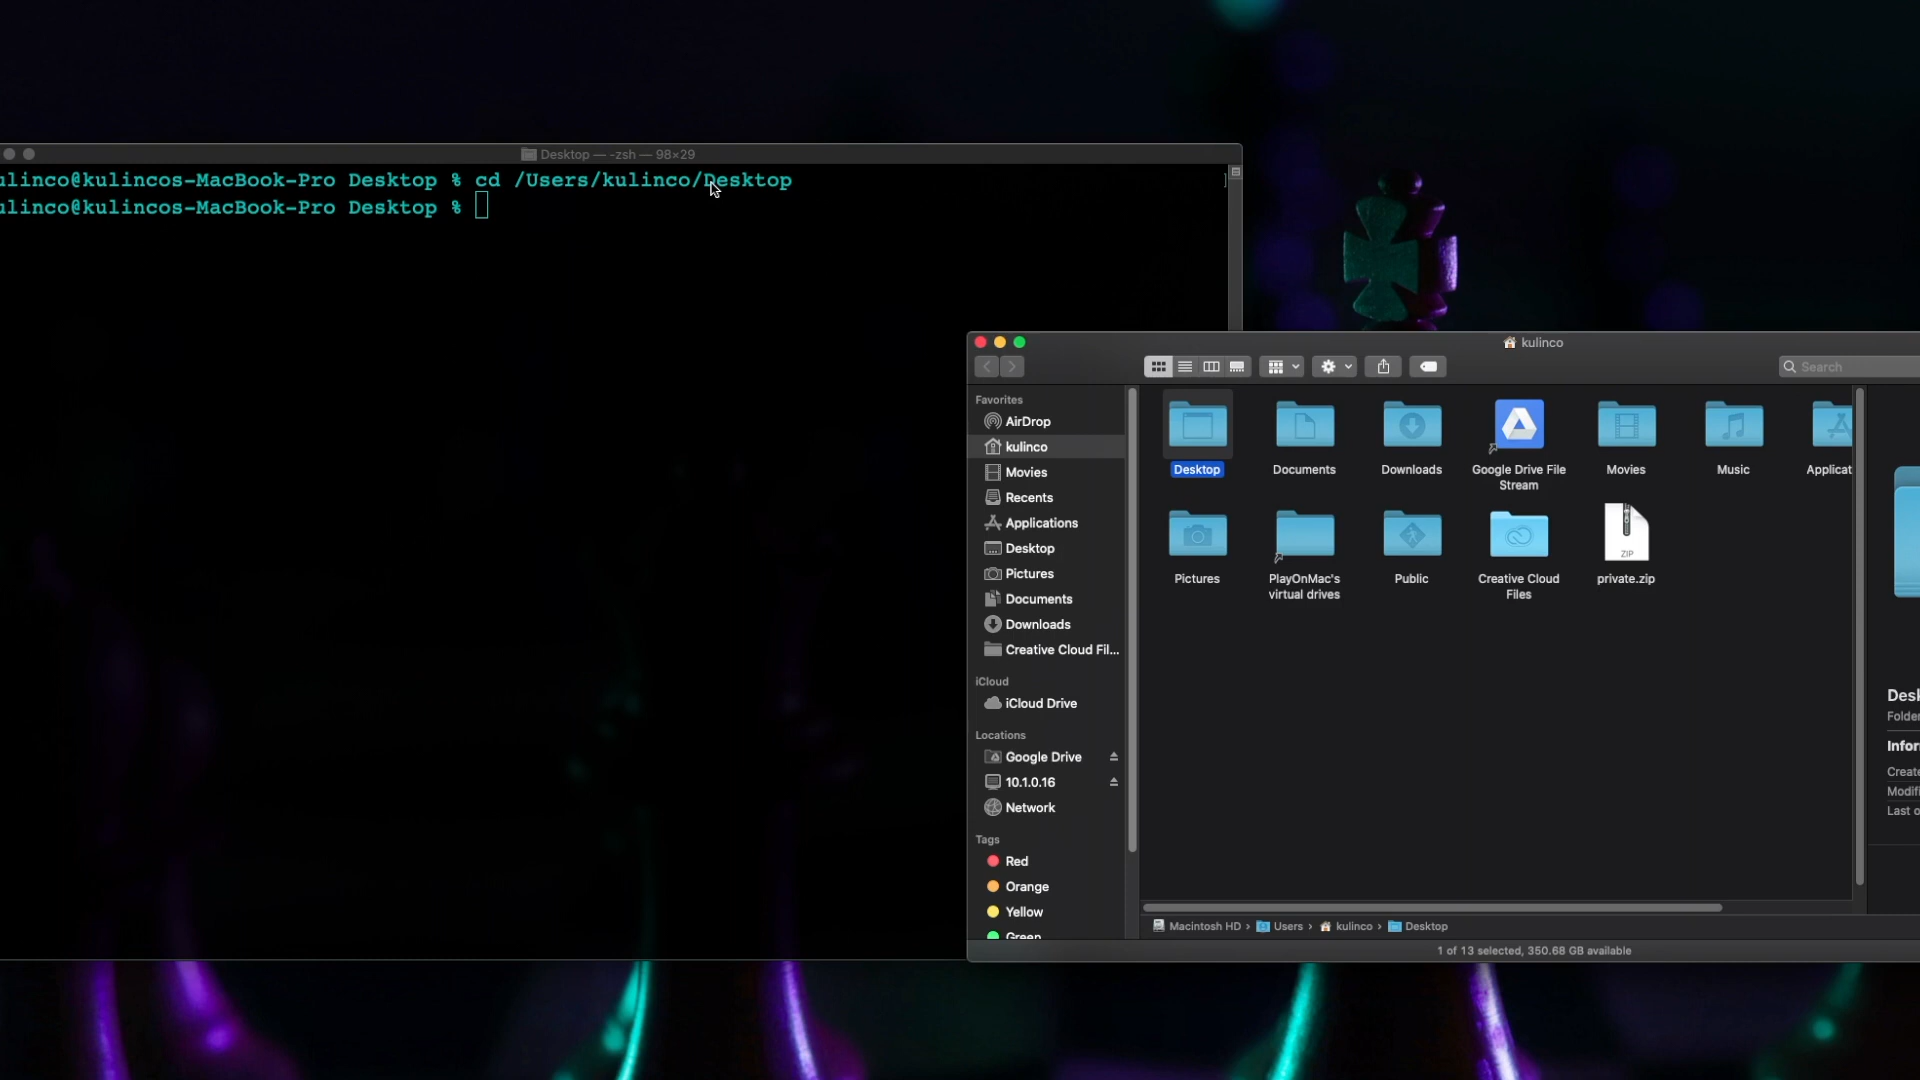 Desktop — -zsh — 98×29
ulinco@kulincos-MacBook-Pro Desktop % cd /Users/kulinco/Desktop
ulinco@kulincos-MacBook-Pro Desktop %
kulinco
Search
Favorites
AirDrop
kulinco
Movies
Recents
Applications
Desktop
Pictures
Documents
Downloads
Creative Cloud Fil...
iCloud
iCloud Drive
Locations
Google Drive
10.1.0.16
Network
Tags
Red
Orange
Yellow
Green
Desktop
Documents
Downloads
Google Drive File
Stream
Movies
Music
Applicat
Pictures
PlayOnMac's
virtual drives
Public
Creative Cloud
Files
ZIP
private.zip
Desk
Folder
Infor
Create
Modifi
Last o
Macintosh HD › Users › kulinco › Desktop
1 of 13 selected, 350.68 GB available